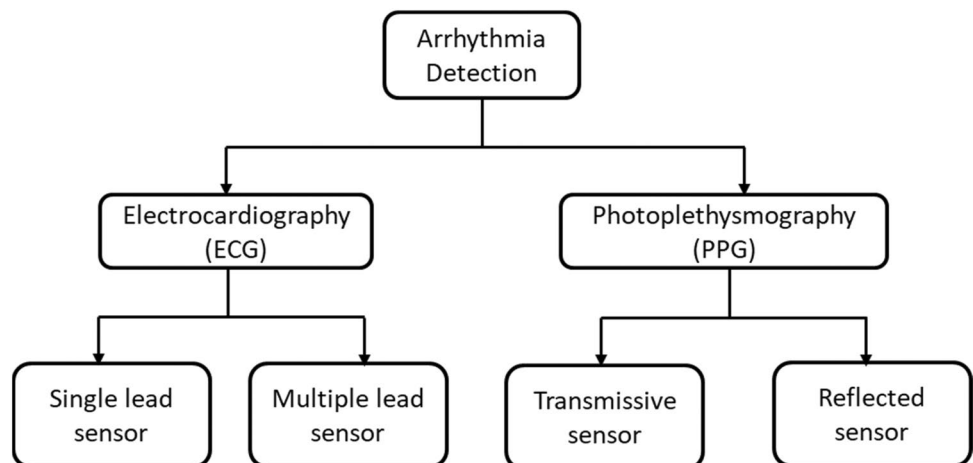 Arrhythmia
Detection
Electrocardiography
(ECG)
Photoplethysmography
(PPG)
Single lead
sensor
Multiple lead
sensor
Transmissive
sensor
Reflected
sensor